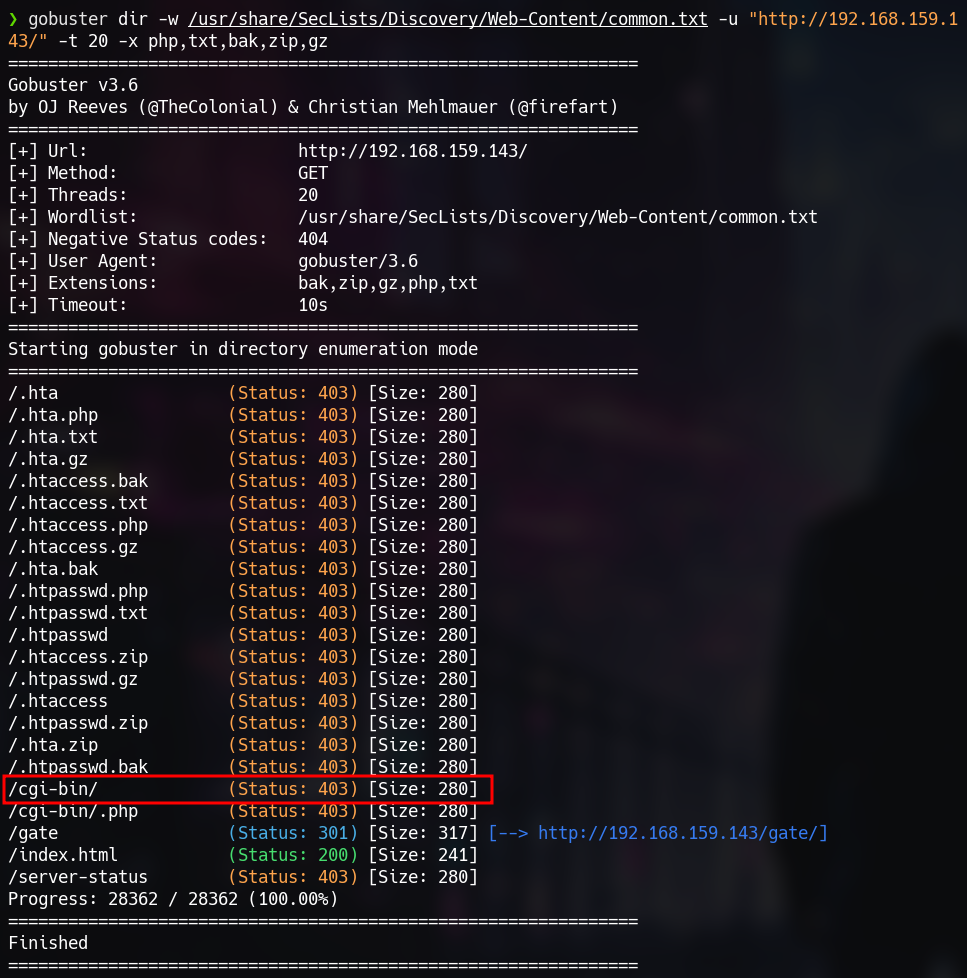 ❯ gobuster dir -w /usr/share/SecLists/Discovery/Web-Content/common.txt -u "http://192.168.159.1
43/" -t 20 -x php,txt,bak,zip,gz
===============================================================
Gobuster v3.6
by OJ Reeves (@TheColonial) & Christian Mehlmauer (@firefart)
===============================================================
[+] Url:                     http://192.168.159.143/
[+] Method:                  GET
[+] Threads:                 20
[+] Wordlist:                /usr/share/SecLists/Discovery/Web-Content/common.txt
[+] Negative Status codes:   404
[+] User Agent:              gobuster/3.6
[+] Extensions:              bak,zip,gz,php,txt
[+] Timeout:                 10s
===============================================================
Starting gobuster in directory enumeration mode
===============================================================
/.hta                 (Status: 403) [Size: 280]
/.hta.php             (Status: 403) [Size: 280]
/.hta.txt             (Status: 403) [Size: 280]
/.hta.gz              (Status: 403) [Size: 280]
/.htaccess.bak        (Status: 403) [Size: 280]
/.htaccess.txt        (Status: 403) [Size: 280]
/.htaccess.php        (Status: 403) [Size: 280]
/.htaccess.gz         (Status: 403) [Size: 280]
/.hta.bak             (Status: 403) [Size: 280]
/.htpasswd.php        (Status: 403) [Size: 280]
/.htpasswd.txt        (Status: 403) [Size: 280]
/.htpasswd            (Status: 403) [Size: 280]
/.htaccess.zip        (Status: 403) [Size: 280]
/.htpasswd.gz         (Status: 403) [Size: 280]
/.htaccess            (Status: 403) [Size: 280]
/.htpasswd.zip        (Status: 403) [Size: 280]
/.hta.zip             (Status: 403) [Size: 280]
/.htpasswd.bak        (Status: 403) [Size: 280]
/cgi-bin/             (Status: 403) [Size: 280]
/cgi-bin/.php         (Status: 403) [Size: 280]
/gate                 (Status: 301) [Size: 317] [--> http://192.168.159.143/gate/]
/index.html           (Status: 200) [Size: 241]
/server-status        (Status: 403) [Size: 280]
Progress: 28362 / 28362 (100.00%)
===============================================================
Finished
===============================================================